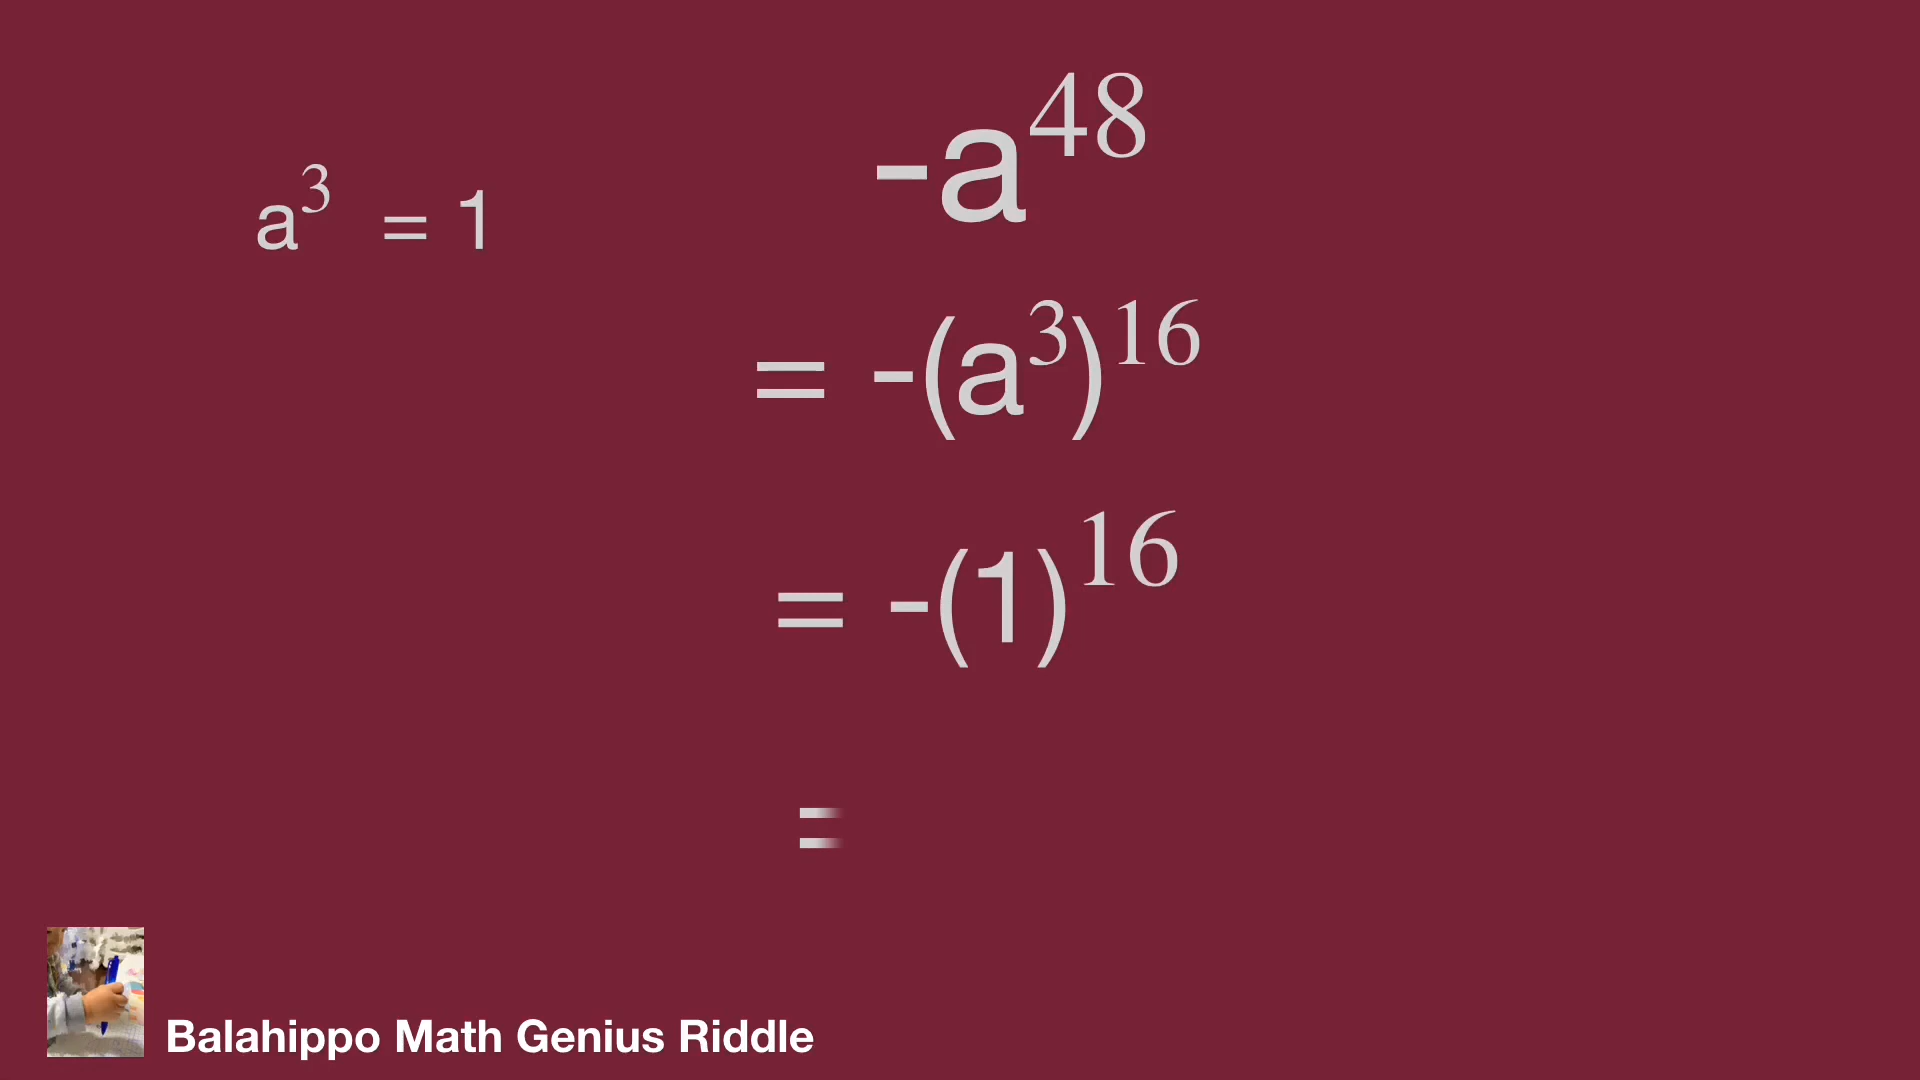 a³ = 1
-a⁴⁸
= -(a³)¹⁶
= -(1)¹⁶
=
Balahippo Math Genius Riddle